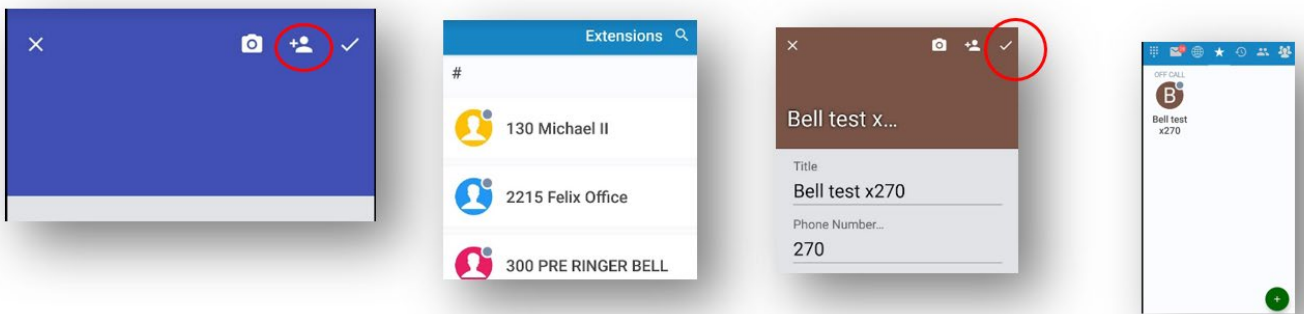 Extensions
#
130 Michael II
2215 Felix Office
300 PRE RINGER BELL
Bell test x...
Title
Bell test x270
Phone Number...
270
OFF CALL
B
Bell test
x270